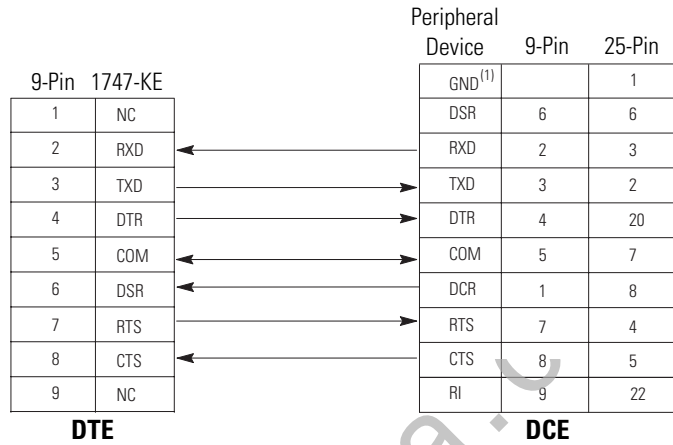 Peripheral
Device 9-Pin 25-Pin
9-Pin 1747-KE
GND(1) 1
DSR 6 6
1 NC
RXD 2 3
2 RXD
TXD 3 2
3 TXD
DTR 4 20
4 DTR
COM 5 7
5 COM
DCR 1 8
6 DSR
RTS 7 4
7 RTS
CTS 8 5
8 CTS
RI 9 22
9 NC
DTE
DCE